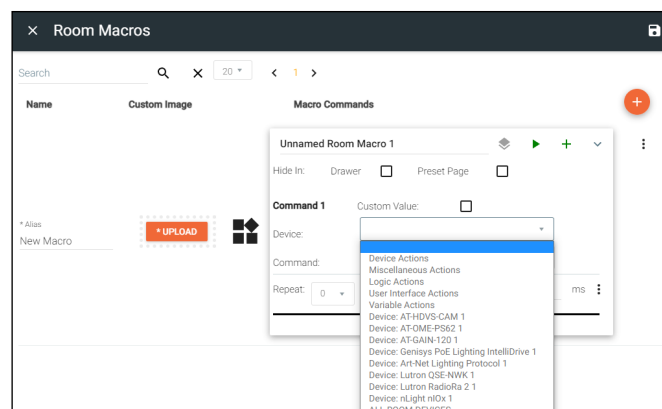 × Room Macros
Search 20 1
Name Custom Image Macro Commands
Unnamed Room Macro 1
Hide In: Drawer Preset Page
Command 1 Custom Value:
* Alias
New Macro
* UPLOAD
Device:
Command:
Repeat: 0 ms
Device Actions
Miscellaneous Actions
Logic Actions
User Interface Actions
Variable Actions
Device: AT-HDVS-CAM 1
Device: AT-OME-PS62 1
Device: AT-GAIN-120 1
Device: Genisys PoE Lighting IntelliDrive 1
Device: Art-Net Lighting Protocol 1
Device: Lutron QSE-NWK 1
Device: Lutron RadioRa 2 1
Device: nLight nIOx 1
ALL ROOM DEVICES